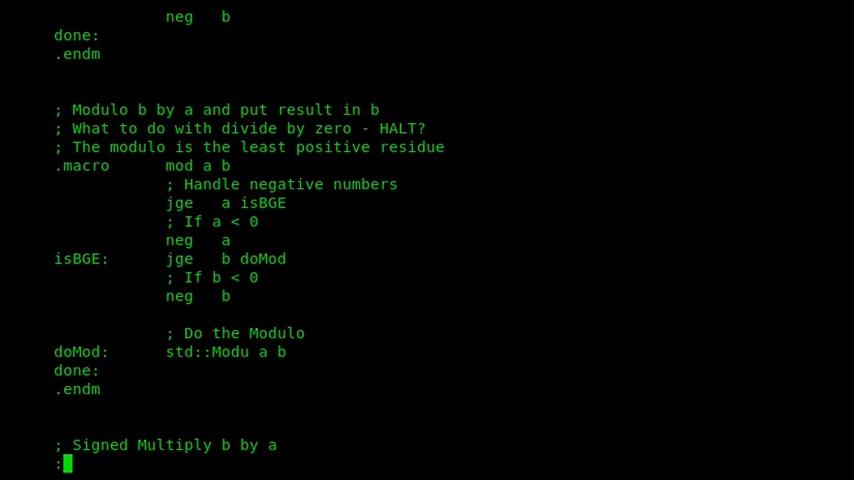 neg b
done:
.endm
; Modulo b by a and put result in b
; What to do with divide by zero - HALT?
; The modulo is the least positive residue
.macro mod a b
; Handle negative numbers
jge a isBGE
; If a < 0
neg a
isBGE: jge b doMod
; If b < 0
neg b
; Do the Modulo
doMod: std::Modu a b
done:
.endm
; Signed Multiply b by a
: